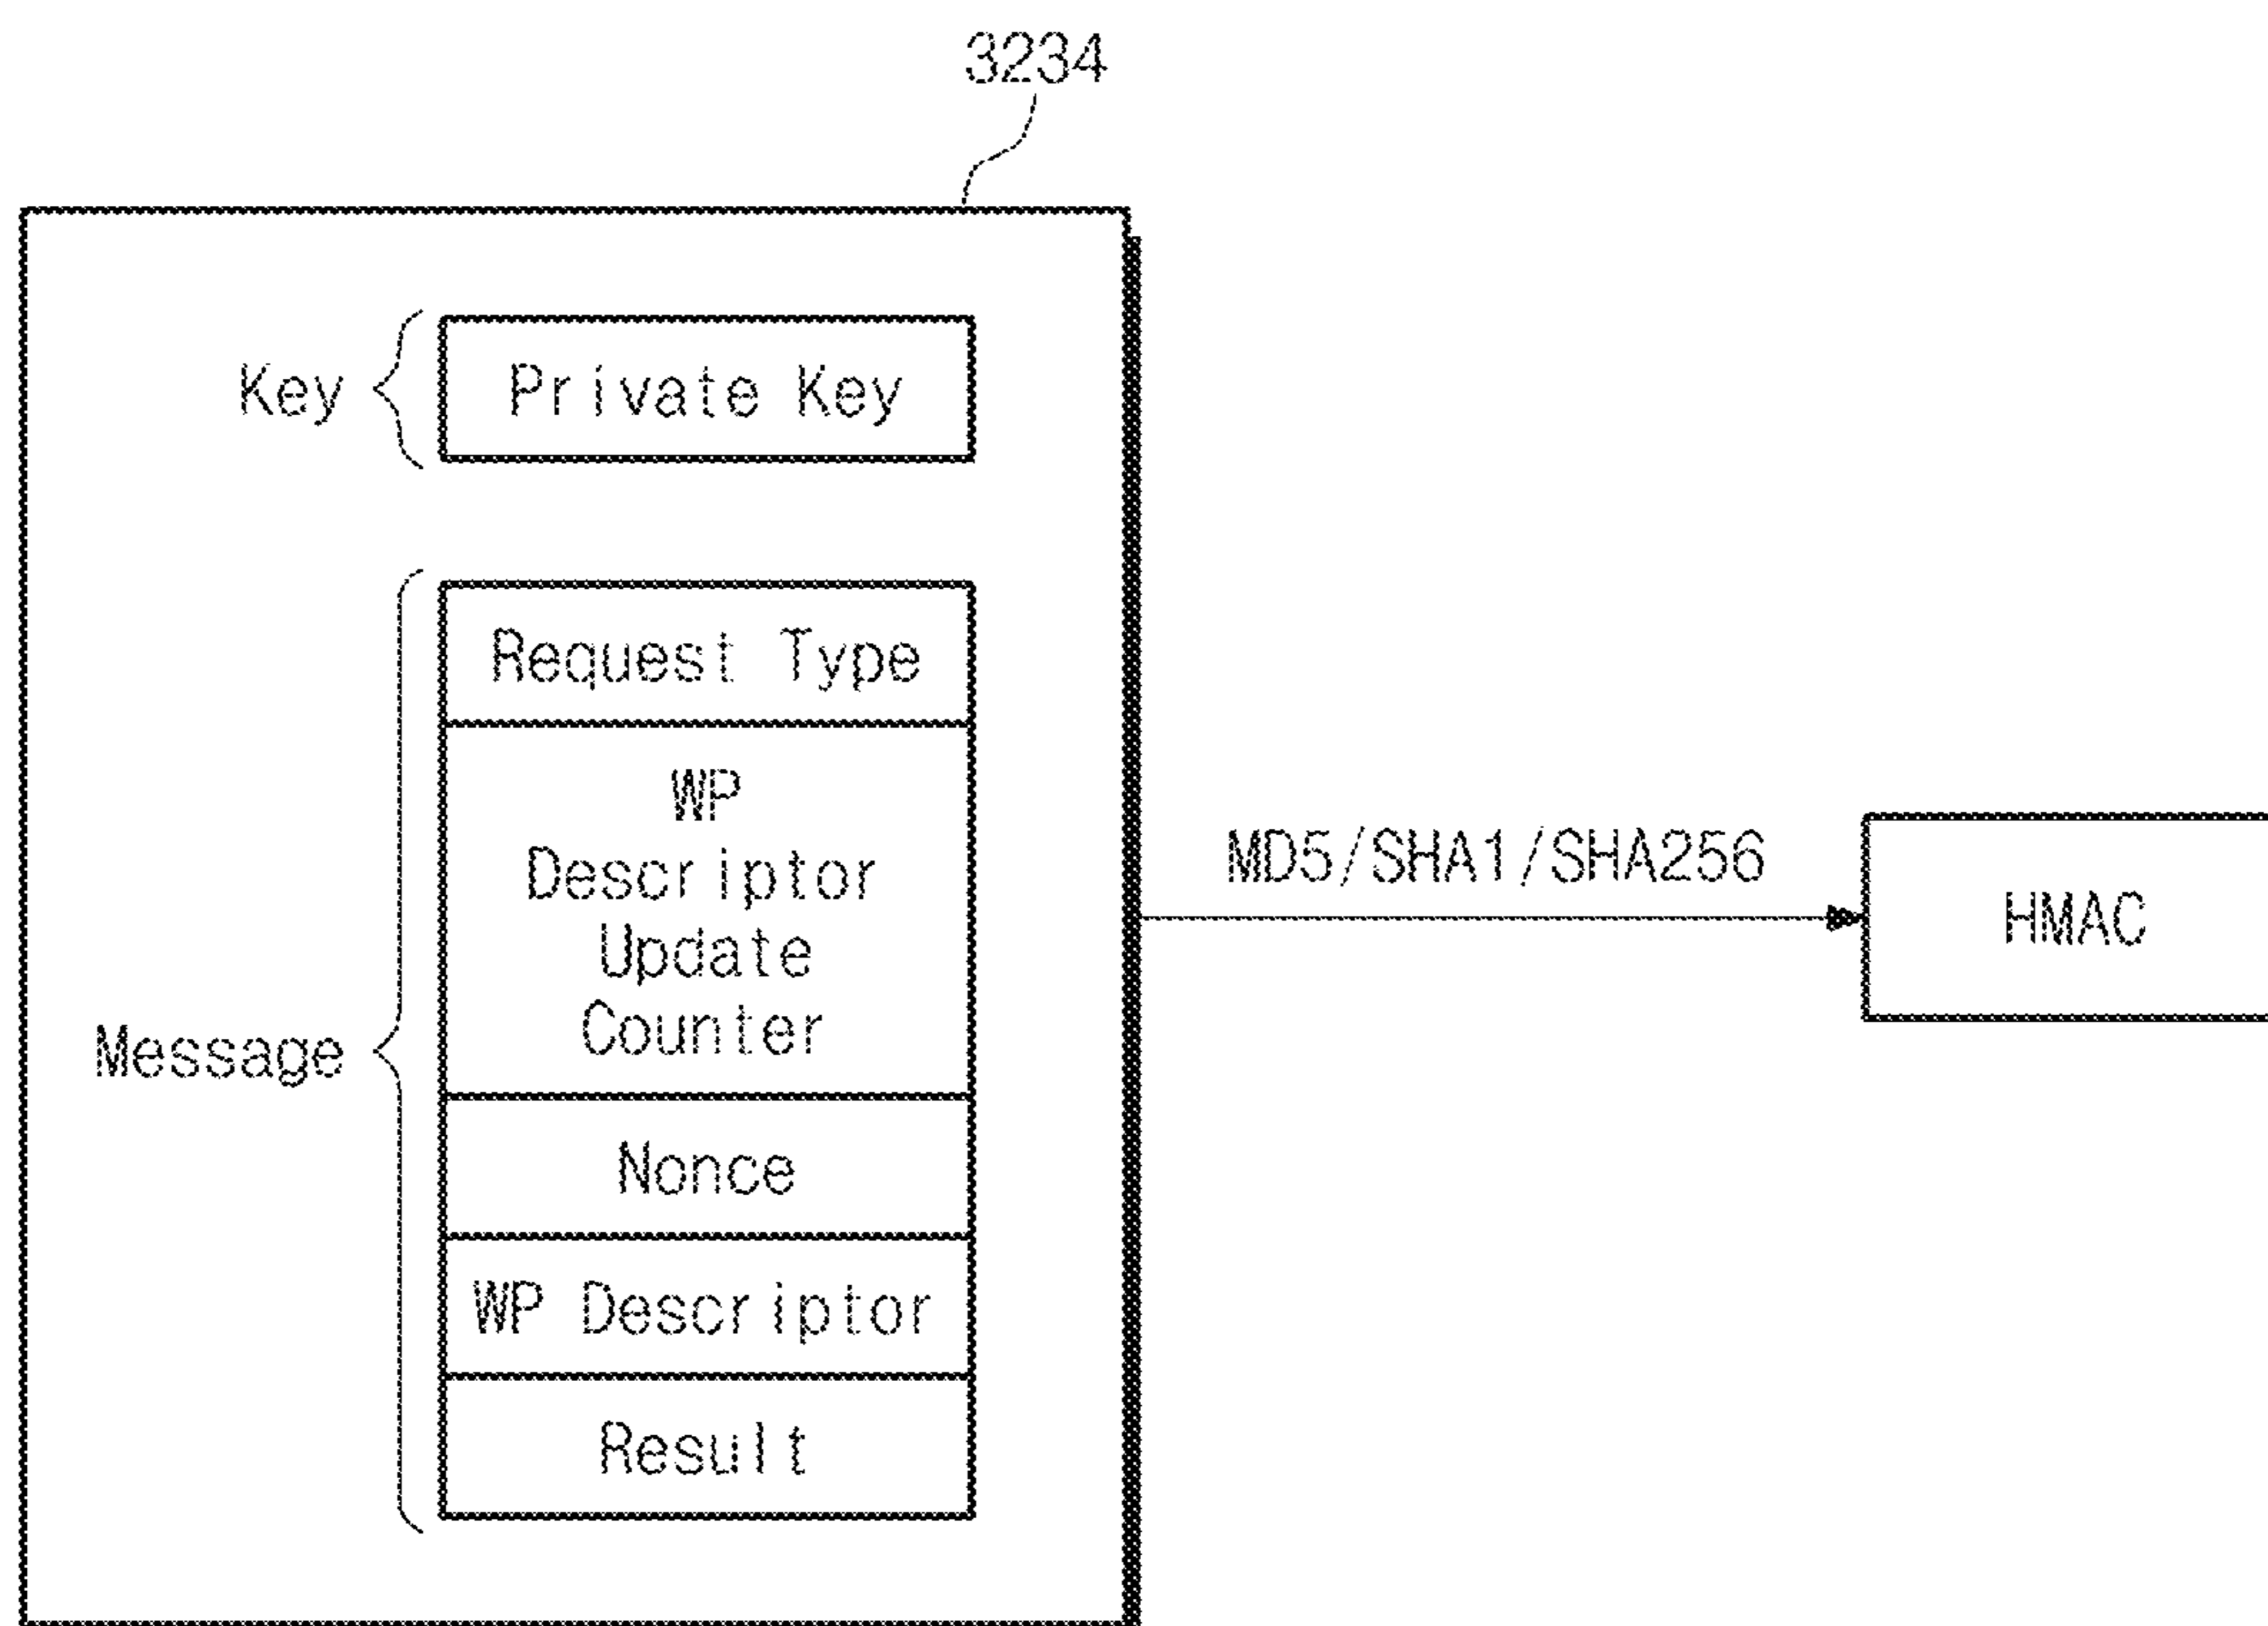 3234
Key
Private Key
Message
Request Type
WP
Descriptor
Update
Counter
Nonce
WP Descriptor
Result
MD5/SHA1/SHA256
HMAC